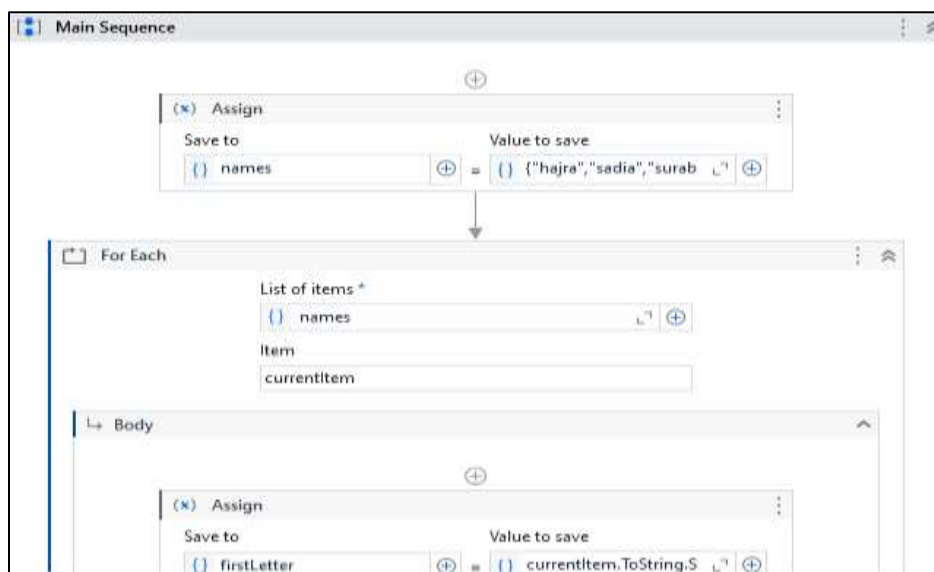 Main Sequence
(x) Assign
Save to Value to save
{} names = {} {"hajra","sadia","surab
For Each
List of items *
{} names
Item
currentItem
Body
(x) Assign
Save to Value to save
{} firstLetter = {} currentItem.ToString.S